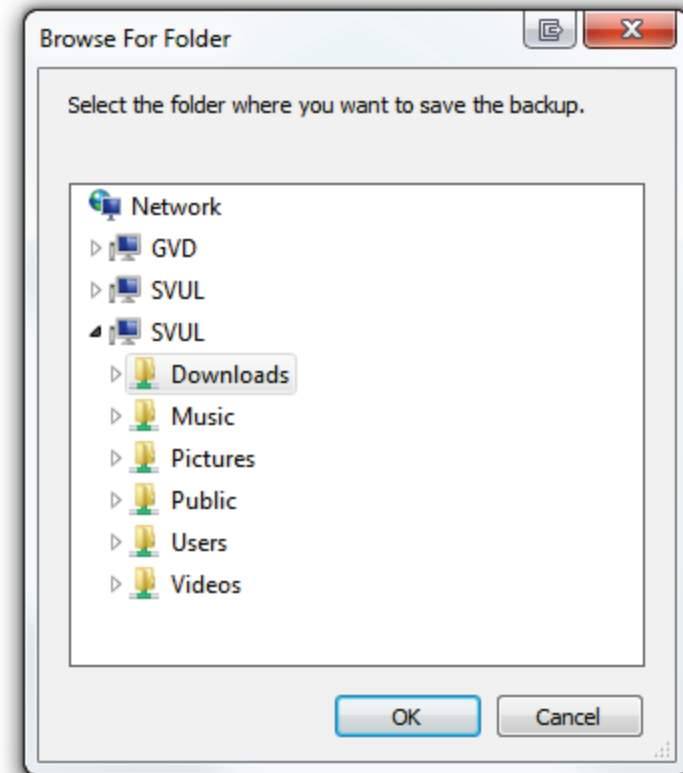 Browse For Folder
Select the folder where you want to save the backup.
Network
GVD
SVUL
SVUL
Downloads
Music
Pictures
Public
Users
Videos
OK Cancel